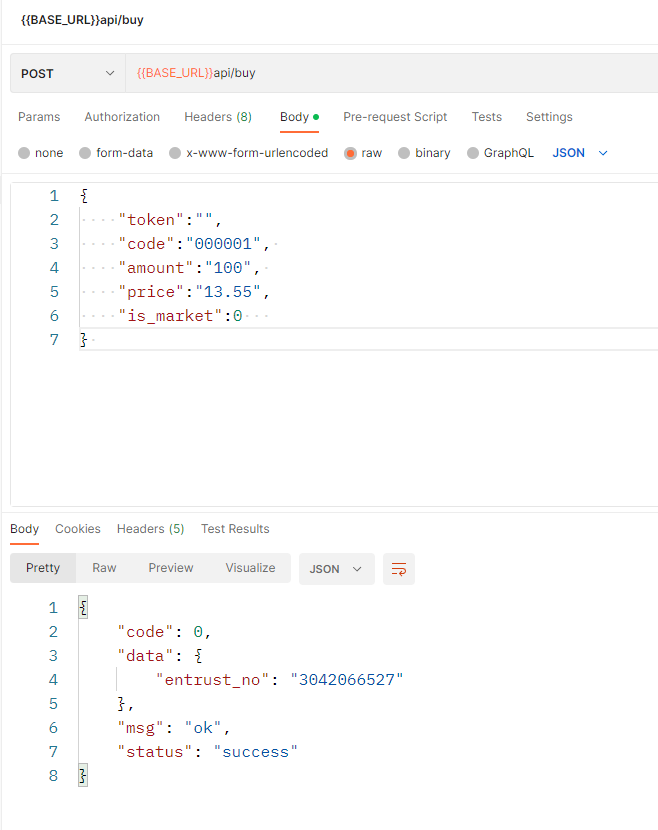 {{BASE_URL}}api/buy
POST {{BASE_URL}}api/buy
Params Authorization Headers (8) Body Pre-request Script Tests Settings
none form-data x-www-form-urlencoded raw binary GraphQL JSON
1 {
2 "token":"",
3 "code":"000001",
4 "amount":"100",
5 "price":"13.55",
6 "is_market":0
7 }
Body Cookies Headers (5) Test Results
Pretty Raw Preview Visualize JSON
1 {
2 "code": 0,
3 "data": {
4 "entrust_no": "3042066527"
5 },
6 "msg": "ok",
7 "status": "success"
8 }